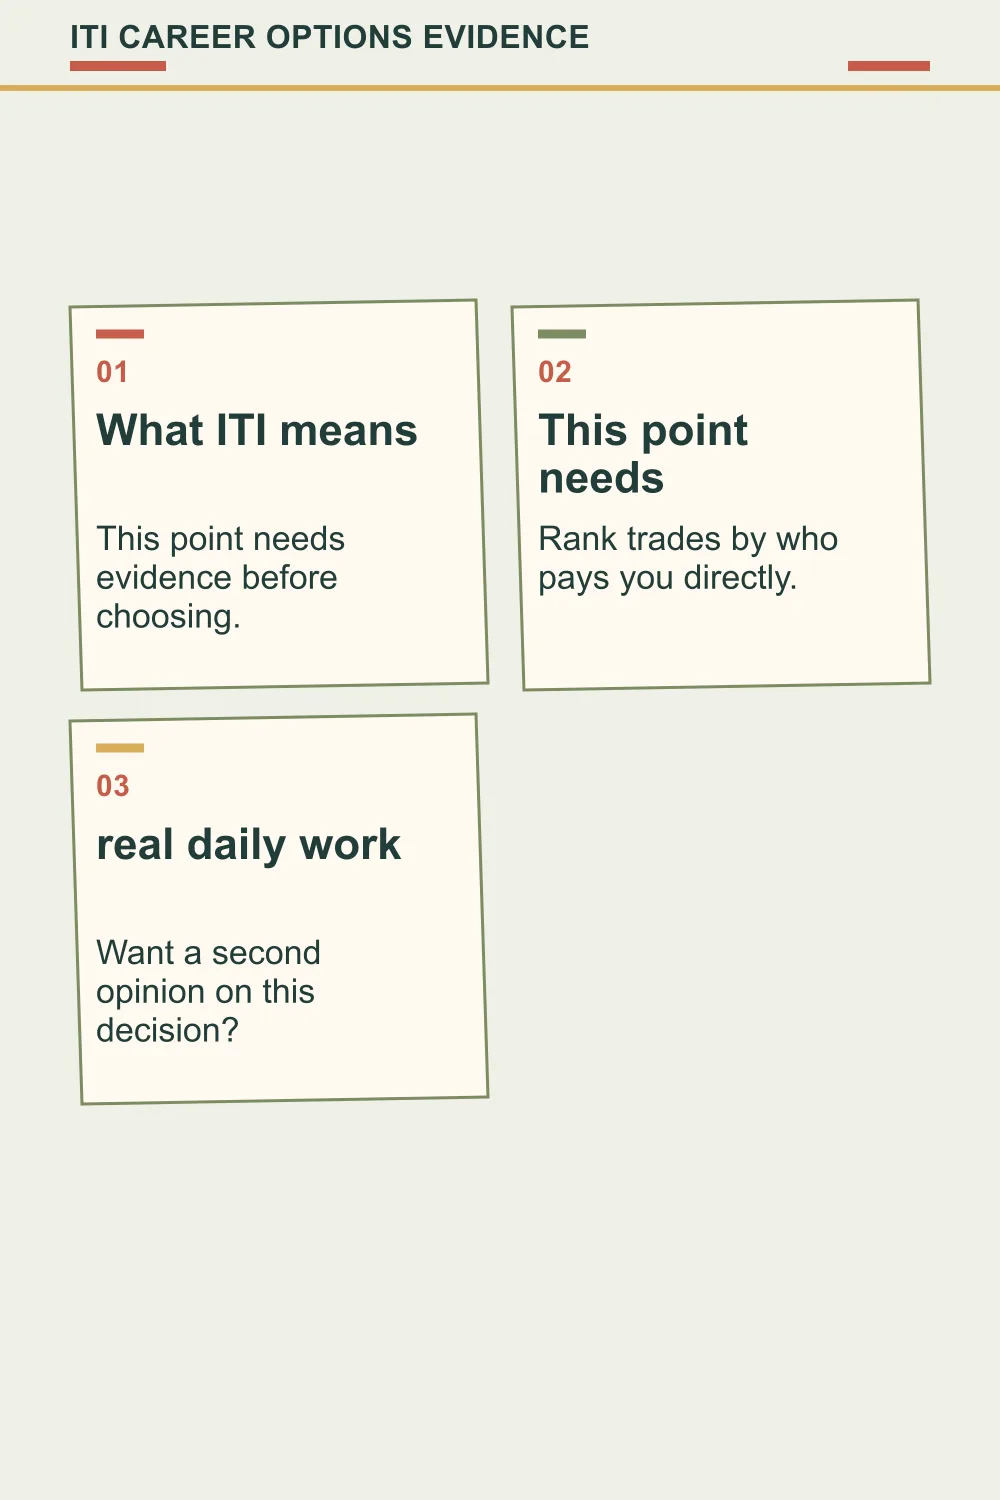 ITI CAREER OPTIONS EVIDENCE
01
What ITI means
This point needs
evidence before
choosing.
02
This point
needs
Rank trades by who
pays you directly.
03
real daily work
Want a second
opinion on this
decision?